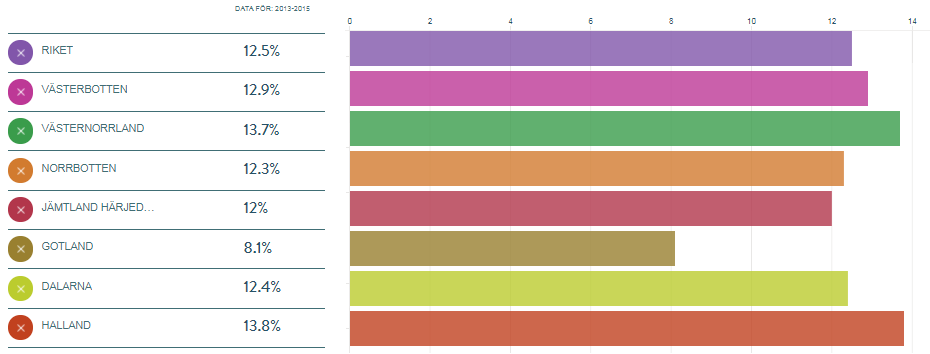 DATA FÖR: 2013-2015
0 2 4 6 8 10 12 14
RIKET 12.5%
VÄSTERBOTTEN 12.9%
VÄSTERNORRLAND 13.7%
NORRBOTTEN 12.3%
JÄMTLAND HÄRJED... 12%
GOTLAND 8.1%
DALARNA 12.4%
HALLAND 13.8%